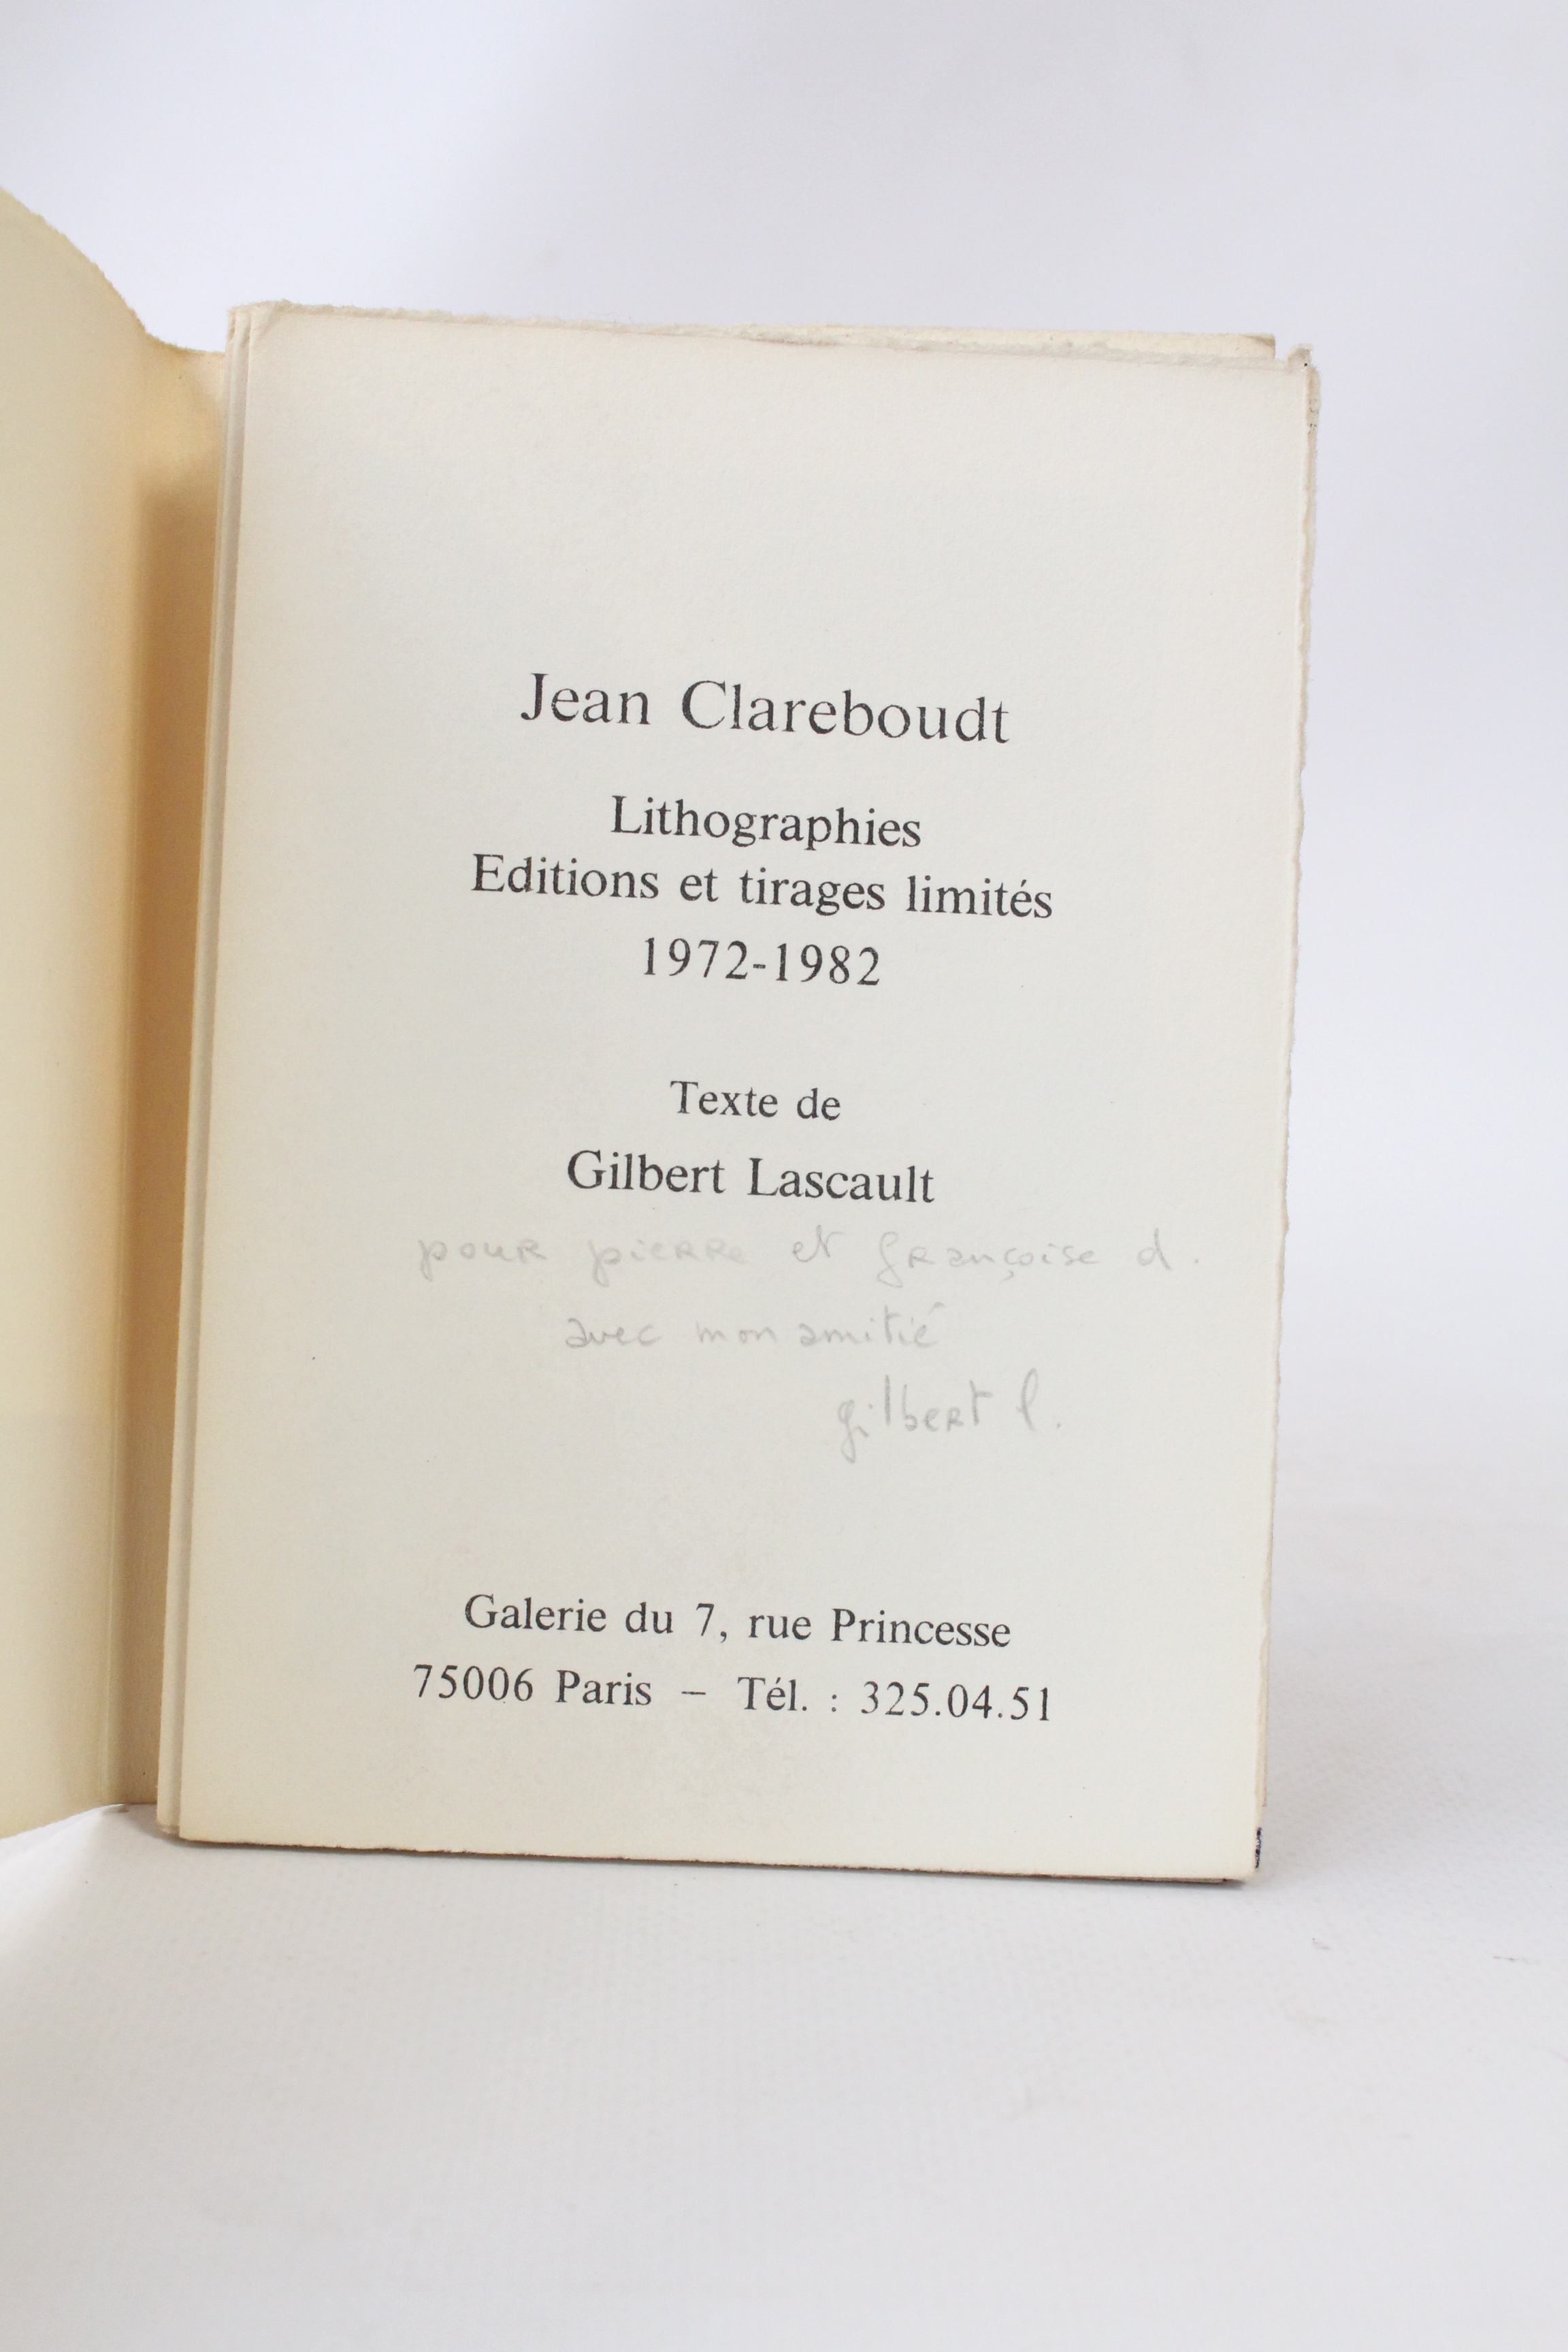 Jean Clareboudt
Lithographies
Editions et tirages limités
1972-1982
Texte de
Gilbert Lascault
pour pierre et françoise d.
avec mon amitié
gilbert l.
Galerie du 7, rue Princesse
75006 Paris – Tél. : 325.04.51